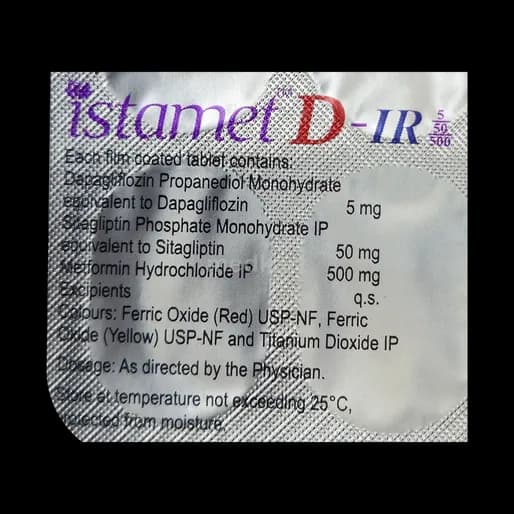 istamet™ D-IR 5/50/500
Each film coated tablet contains:
Dapagliflozin Propanediol Monohydrate
equivalent to Dapagliflozin 5 mg
Sitagliptin Phosphate Monohydrate IP
equivalent to Sitagliptin 50 mg
Metformin Hydrochloride IP 500 mg
Excipients q.s.
Colours: Ferric Oxide (Red) USP-NF, Ferric
Oxide (Yellow) USP-NF and Titanium Dioxide IP
Dosage: As directed by the Physician.
Store at temperature not exceeding 25°C,
protected from moisture.